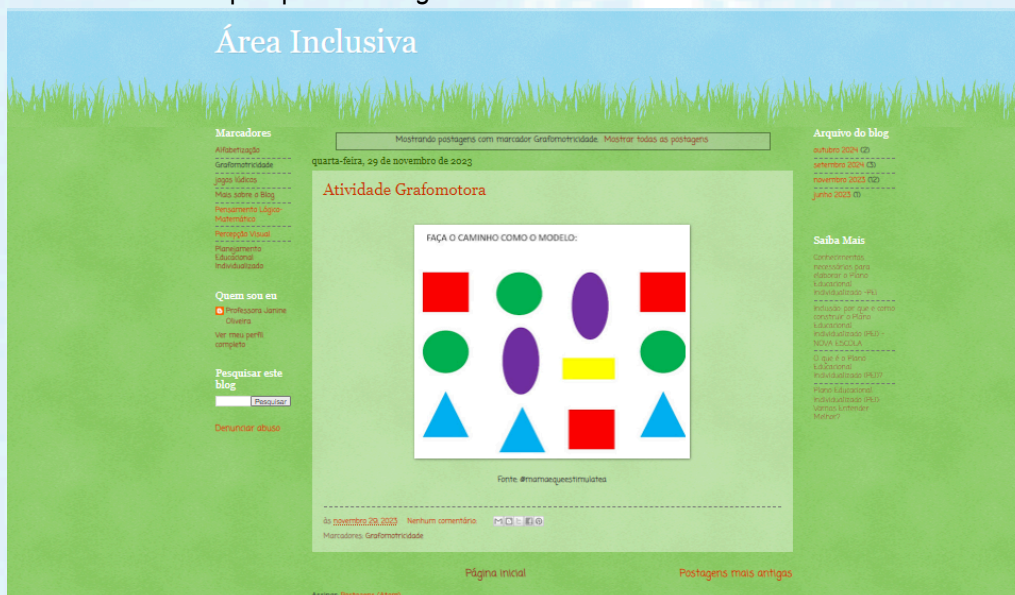 Área Inclusiva
Marcadores
Alfabetização
Grafomotricidade
jogos lúdicos
Mais sobre o Blog
Pensamento Lógico-
Matemático
Percepção Visual
Planejamento
Educacional
Individualizado
Quem sou eu
Professora Janine
Oliveira
Ver meu perfil
completo
Pesquisar este
blog
Pesquisar
Denunciar abuso
Mostrando postagens com marcador Grafomotricidade. Mostrar todas as postagens
quarta-feira, 29 de novembro de 2023
Atividade Grafomotora
FAÇA O CAMINHO COMO O MODELO:
Fonte: #mamaequeestimulatea
às novembro 29, 2023 Nenhum comentário:
Marcadores: Grafomotricidade
Página inicial
Postagens mais antigas
Arquivo do blog
outubro 2024 (2)
setembro 2024 (3)
novembro 2023 (12)
junho 2023 (1)
Saiba Mais
Conhecimentos
necessários para
elaborar o Plano
Educacional
Individualizado -PEI
Inclusão: por que e como
construir o Plano
Educacional
Individualizado (PEI) -
NOVA ESCOLA
O que é o Plano
Educacional
Individualizado (PEI)?
Plano Educacional
Individualizado (PEI):
Vamos Entender
Melhor?